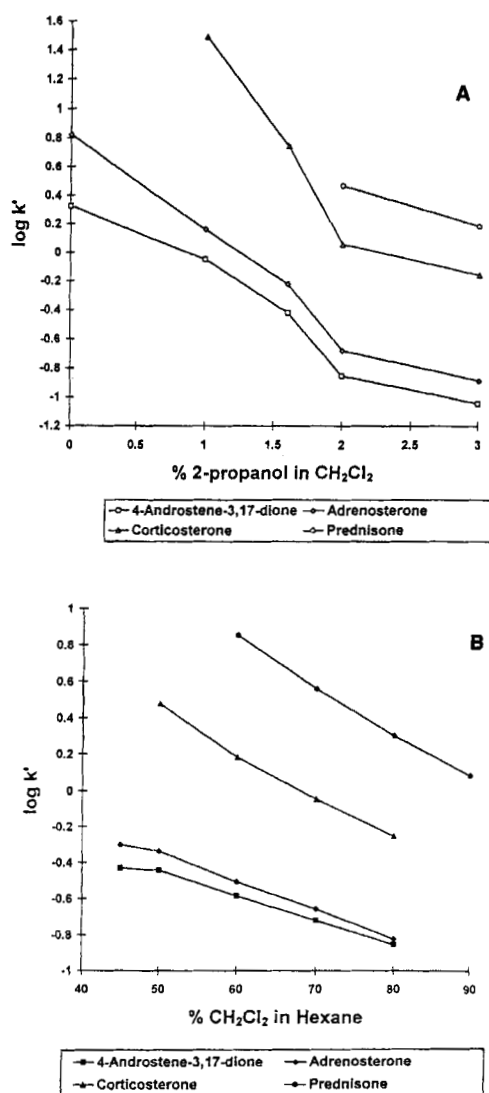 1.6
1.4
1.2
1
0.8
0.6
0.4
0.2
0
-0.2
-0.4
-0.6
-0.8
-1
-1.2
log k'
A
0 0.5 1 1.5 2 2.5 3
% 2-propanol in CH2Cl2
4-Androstene-3,17-dione Adrenosterone
Corticosterone Prednisone
1
0.8
0.6
0.4
0.2
0
-0.2
-0.4
-0.6
-0.8
-1
log k'
B
40 50 60 70 80 90
% CH2Cl2 in Hexane
4-Androstene-3,17-dione Adrenosterone
Corticosterone Prednisone